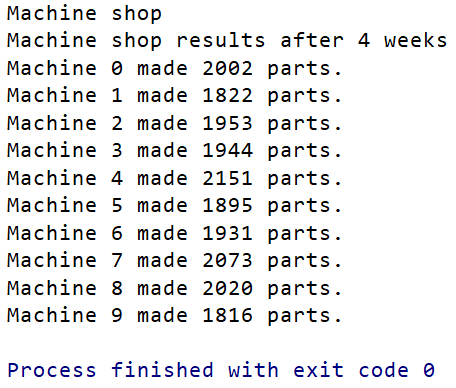 Machine shop
Machine shop results after 4 weeks
Machine 0 made 2002 parts.
Machine 1 made 1822 parts.
Machine 2 made 1953 parts.
Machine 3 made 1944 parts.
Machine 4 made 2151 parts.
Machine 5 made 1895 parts.
Machine 6 made 1931 parts.
Machine 7 made 2073 parts.
Machine 8 made 2020 parts.
Machine 9 made 1816 parts.
Process finished with exit code 0